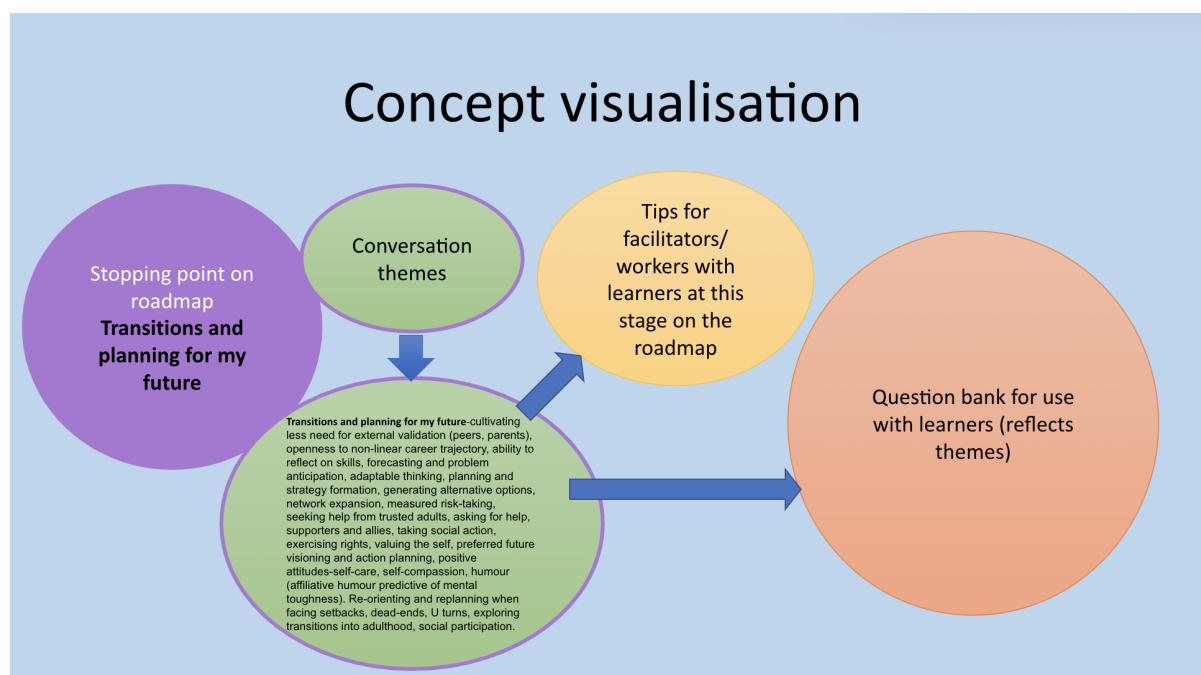 Concept visualisation
Stopping point on
roadmap
Transitions and
planning for my
future
Conversation
themes
Transitions and planning for my future-cultivating
less need for external validation (peers, parents),
openness to non-linear career trajectory, ability to
reflect on skills, forecasting and problem
anticipation, adaptable thinking, planning and
strategy formation, generating alternative options,
network expansion, measured risk-taking,
seeking help from trusted adults, asking for help,
supporters and allies, taking social action,
exercising rights, valuing the self, preferred future
visioning and action planning, positive
attitudes-self-care, self-compassion, humour
(affiliative humour predictive of mental
toughness). Re-orienting and replanning when
facing setbacks, dead-ends, U turns, exploring
transitions into adulthood, social participation.
Tips for
facilitators/
workers with
learners at this
stage on the
roadmap
Question bank for use
with learners (reflects
themes)